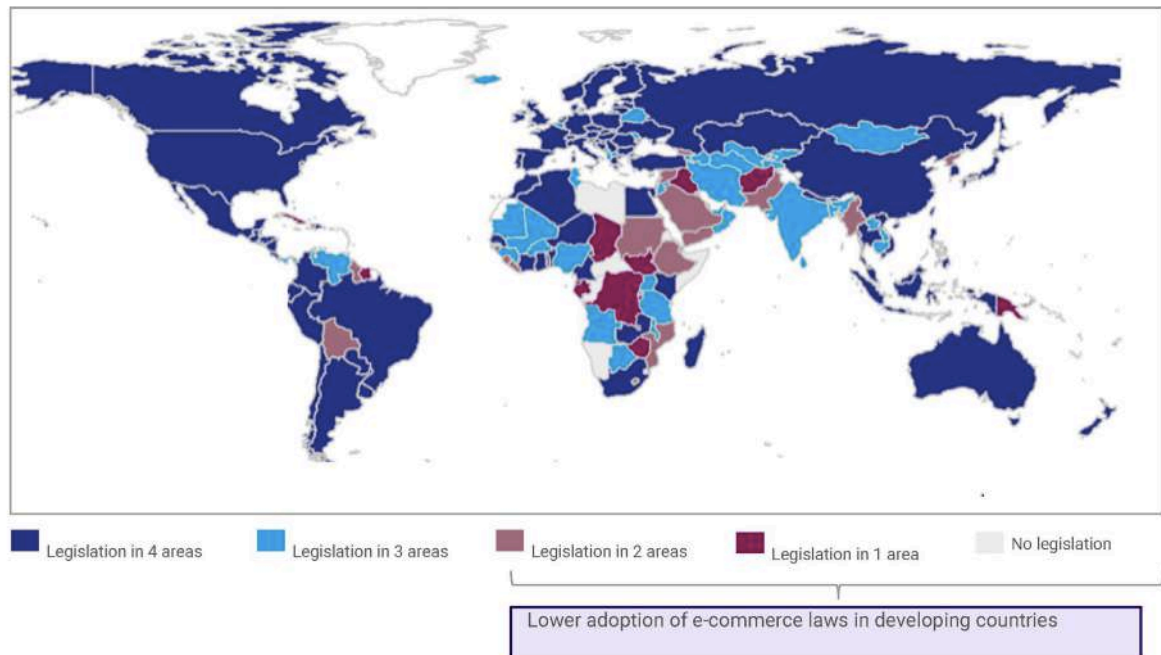 Legislation in 4 areas
Legislation in 3 areas
Legislation in 2 areas
Legislation in 1 area
No legislation
Lower adoption of e-commerce laws in developing countries